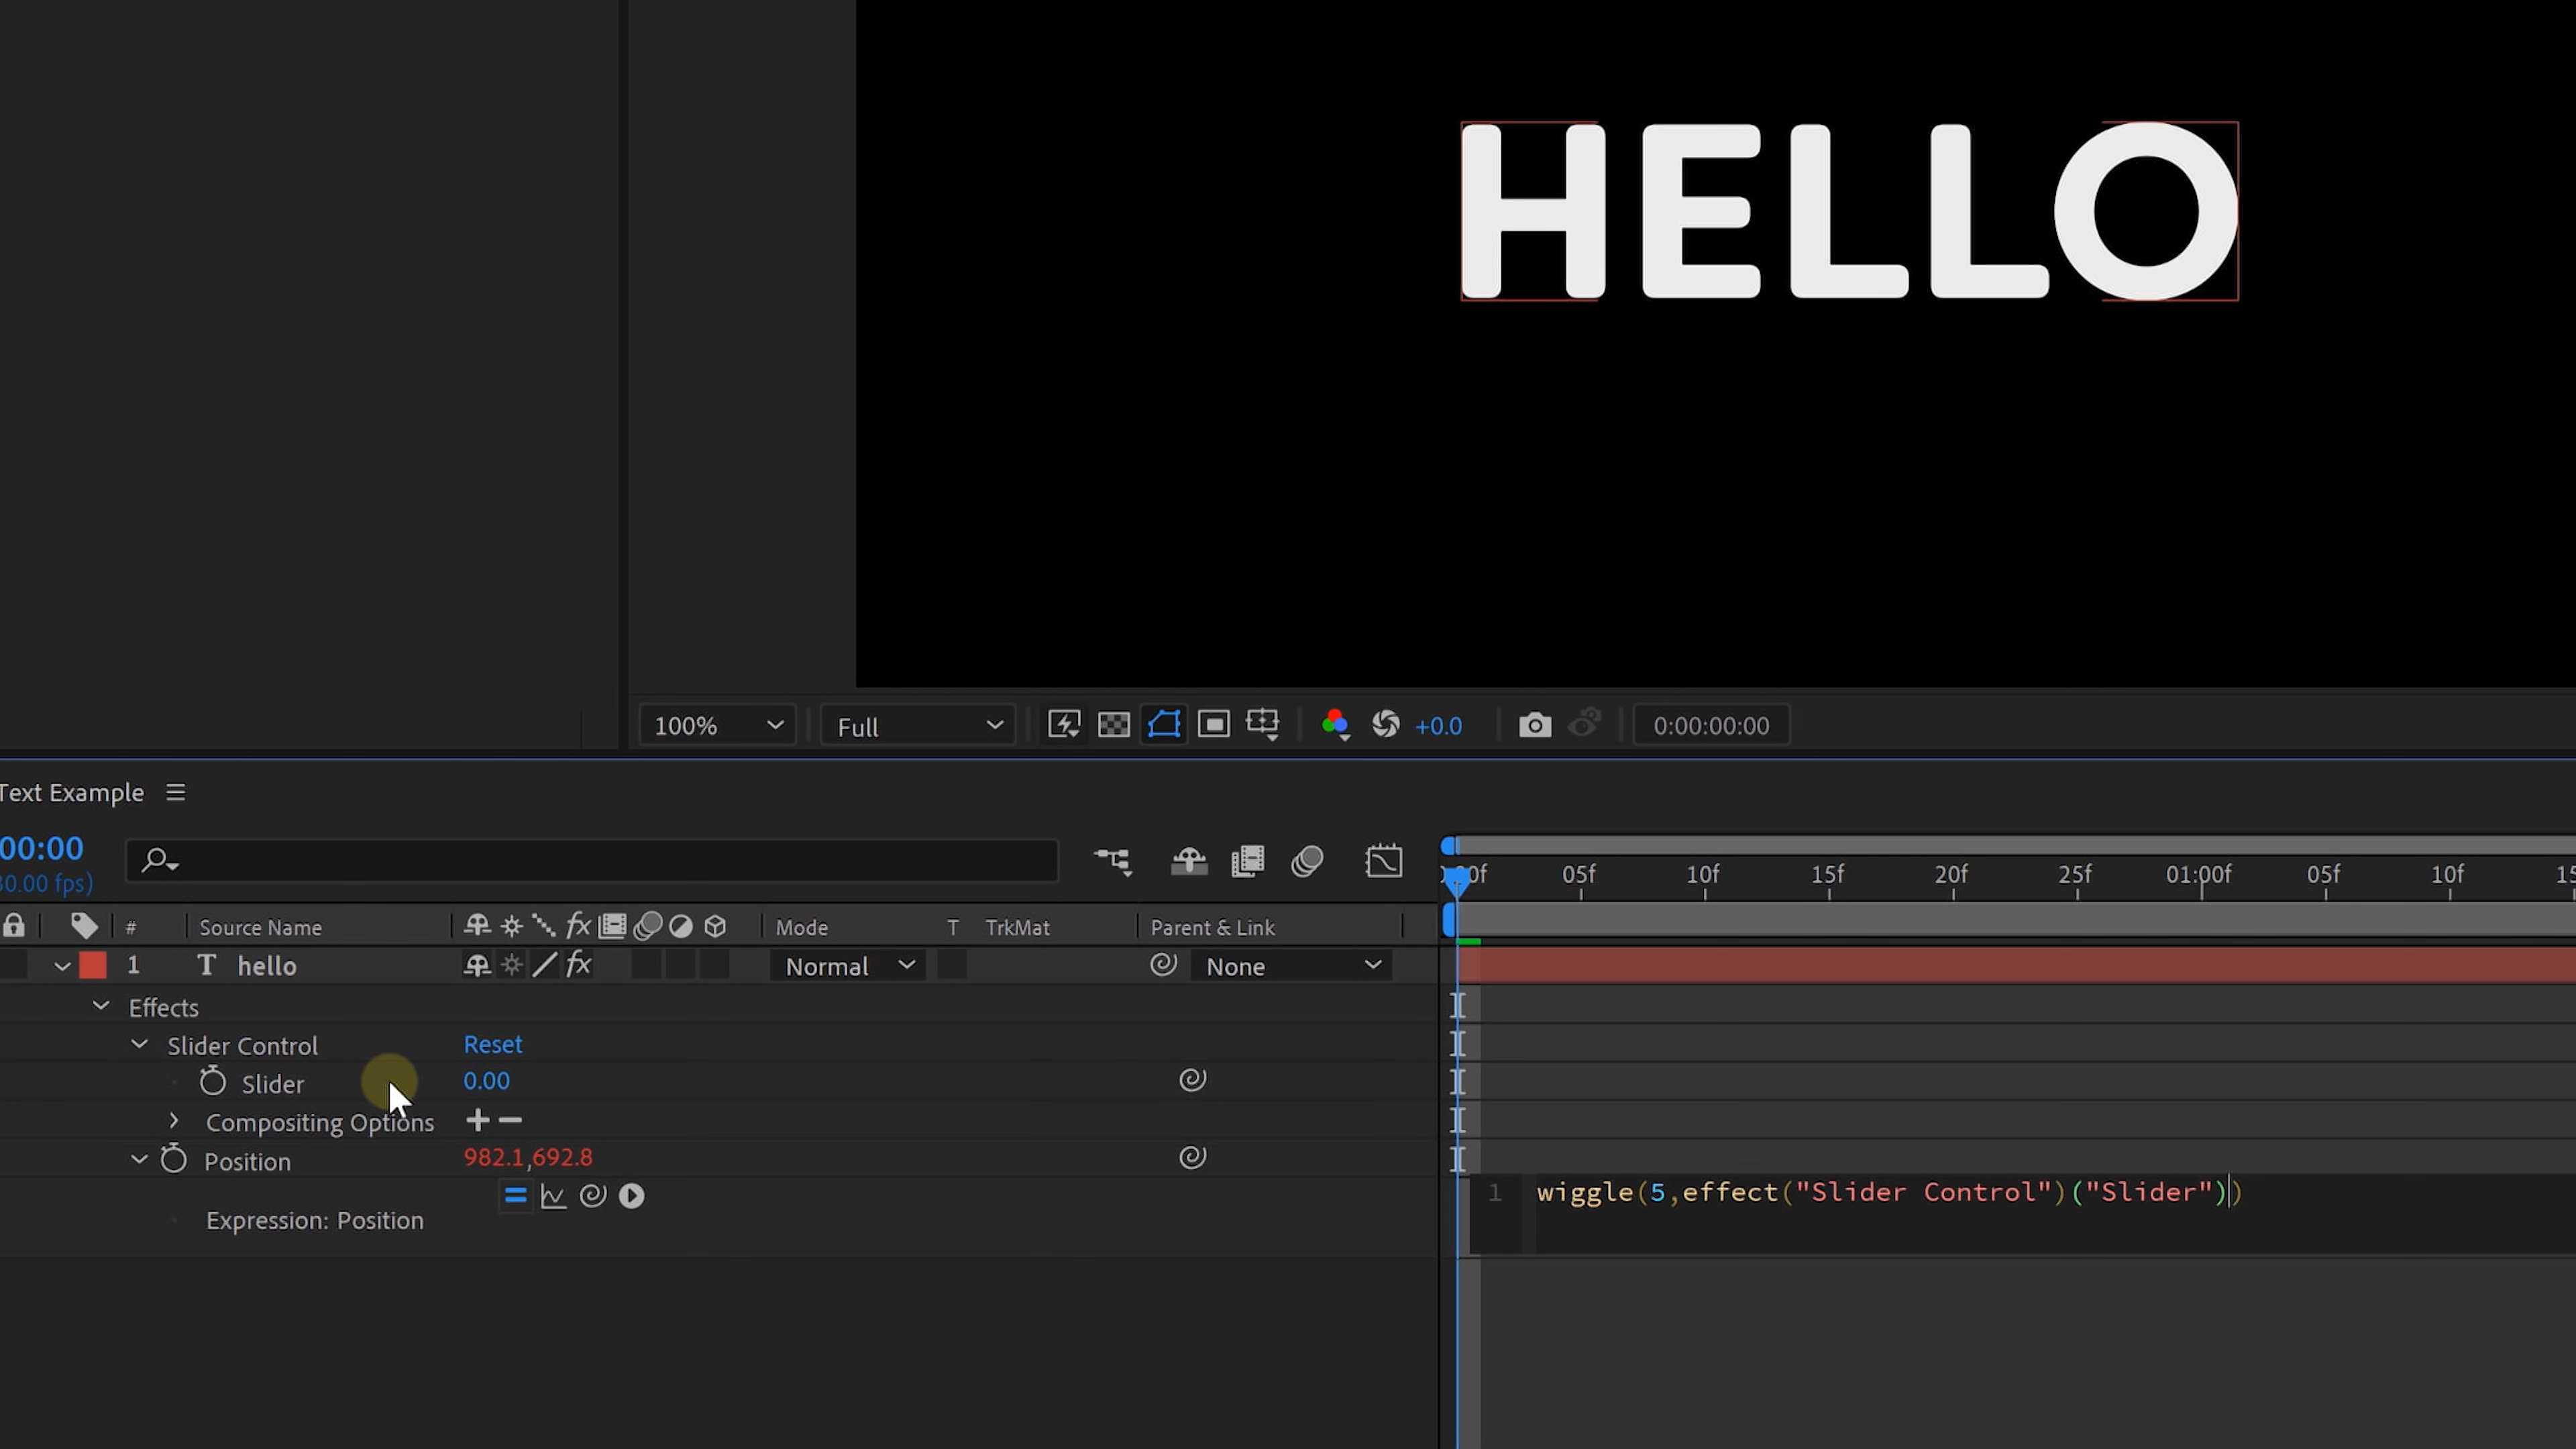 HELLO
100% Full +0.0 0:00:00:00
Text Example
00:00
30.00 fps)
05f 10f 15f 20f 25f 01:00f 05f 10f
# Source Name fx Mode T TrkMat Parent & Link
1 T hello fx Normal None
Effects
Slider Control Reset
Slider 0.00
Compositing Options
Position 982.1,692.8
1 wiggle(5,effect("Slider Control")("Slider"))
Expression: Position